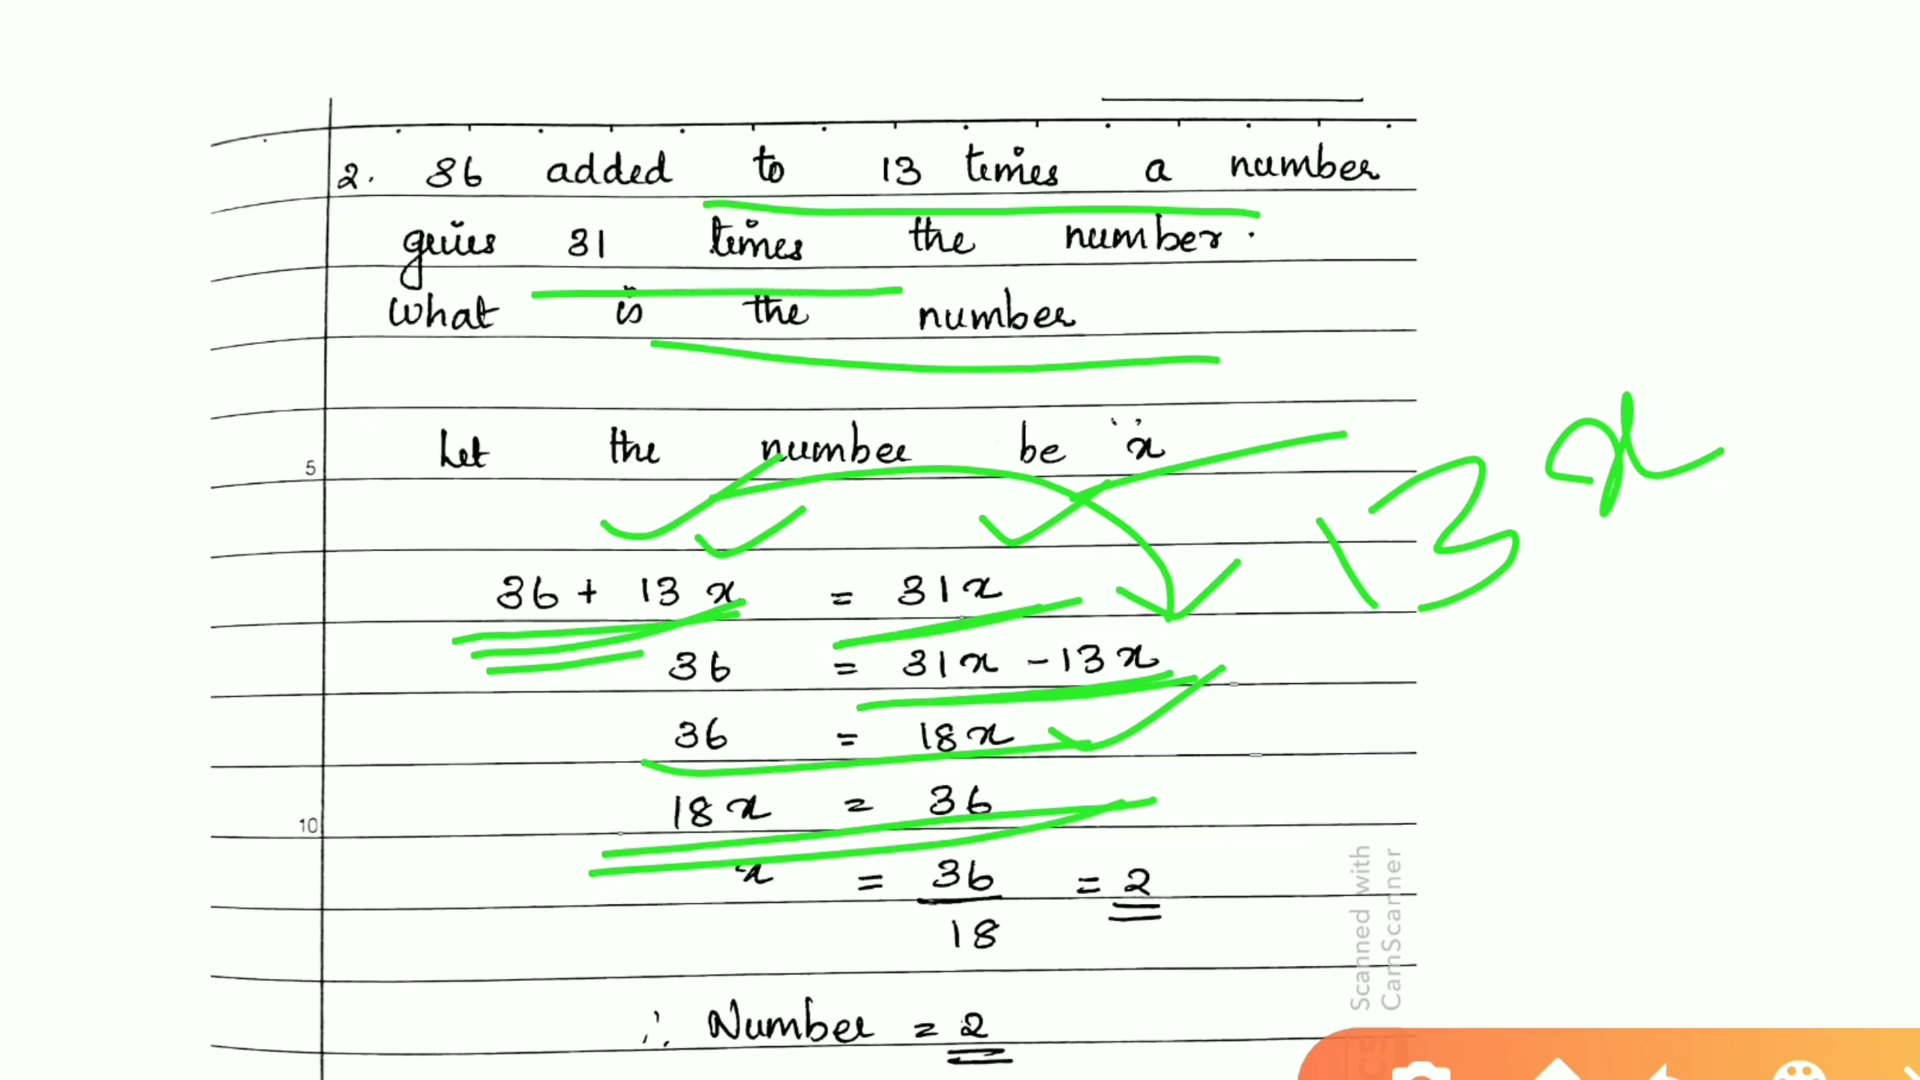 2. 36 added to 13 times a number
gives 31 times the number.
What is the number
Let the number be "x
13x
5
36 + 13x = 31x
36 = 31x - 13x
36 = 18x
18x = 36
10
x = 36/18 = 2
∴ Number = 2
Scanned with
CamScanner